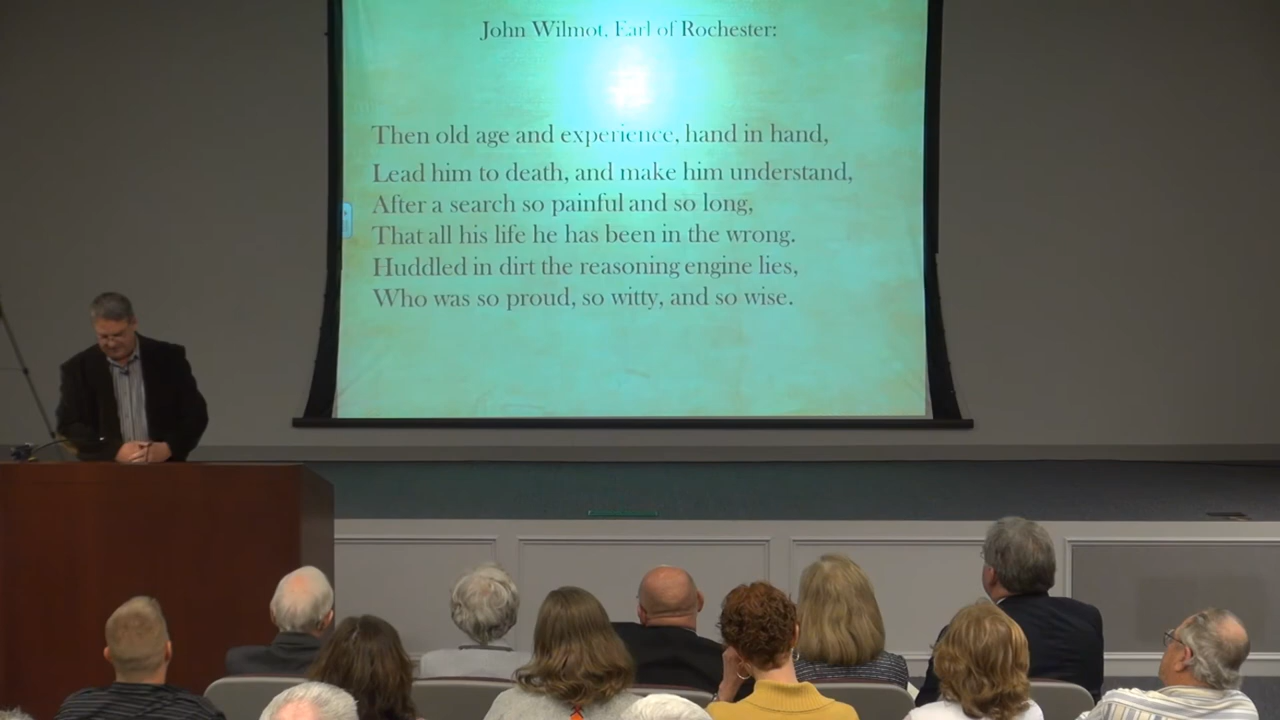 John Wilmot, Earl of Rochester:
Then old age and experience, hand in hand,
Lead him to death, and make him understand,
After a search so painful and so long,
That all his life he has been in the wrong.
Huddled in dirt the reasoning engine lies,
Who was so proud, so witty, and so wise.